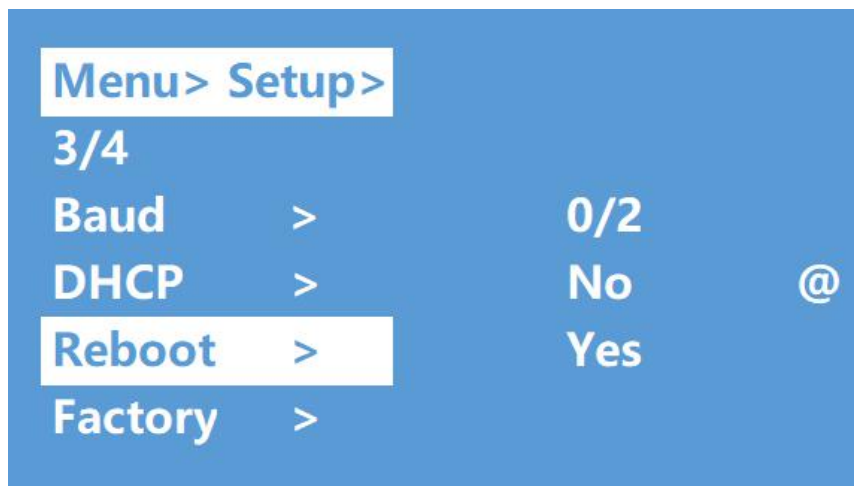 Menu> Setup>
3/4
Baud > 0/2
DHCP > No @
Reboot > Yes
Factory >